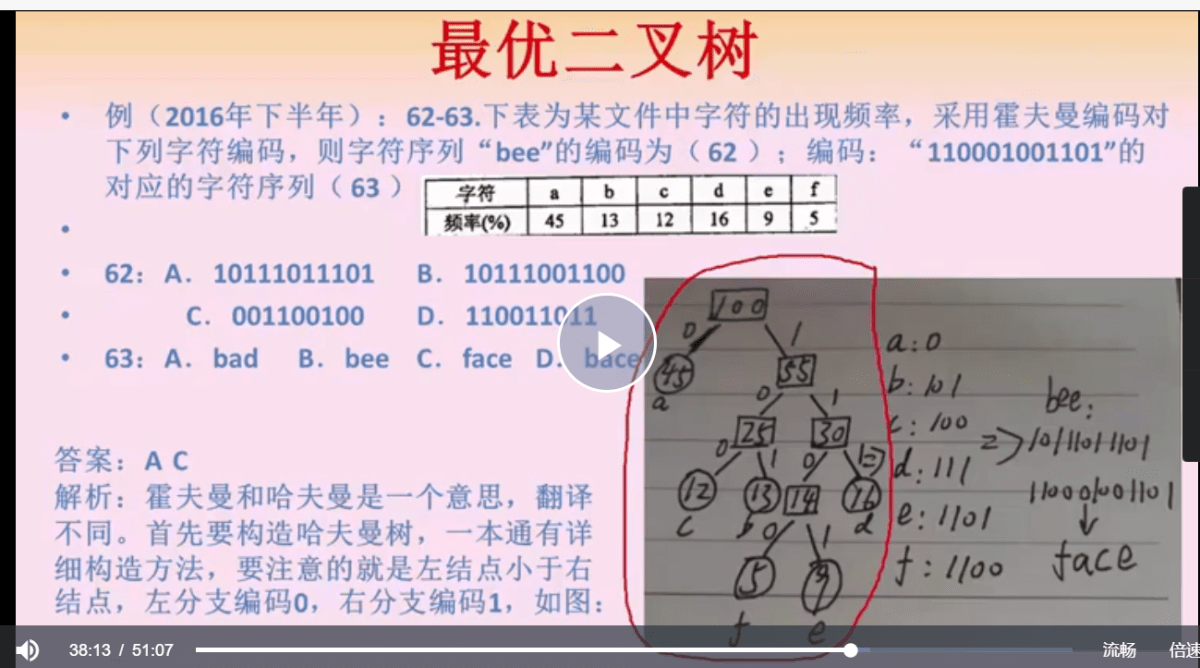 最优二叉树
• 例（2016年下半年）：62-63.下表为某文件中字符的出现频率，采用霍夫曼编码对
下列字符编码，则字符序列“bee”的编码为（ 62 ）；编码： “110001001101”的
对应的字符序列（ 63 ）
字符 a b c d e f
频率(%) 45 13 12 16 9 5
•
• 62：A. 10111011101 B. 10111001100
• C. 001100100 D. 110011011
• 63：A. bad B. bee C. face D. bace
答案：A C
解析：霍夫曼和哈夫曼是一个意思，翻译
不同。首先要构造哈夫曼树，一本通有详
细构造方法，要注意的就是左结点小于右
结点，左分支编码0，右分支编码1，如图：
100
0 1
45 55
a 0 1
25 30
0 1 0 1
12 13 14 16
c b 0 1 d
5 9
f e
a:0
b:101
c:100
d:111
e:1101
f:1100
=>
bee:
10111011101
110001001101
↓
face
38:13 / 51:07 流畅 倍速